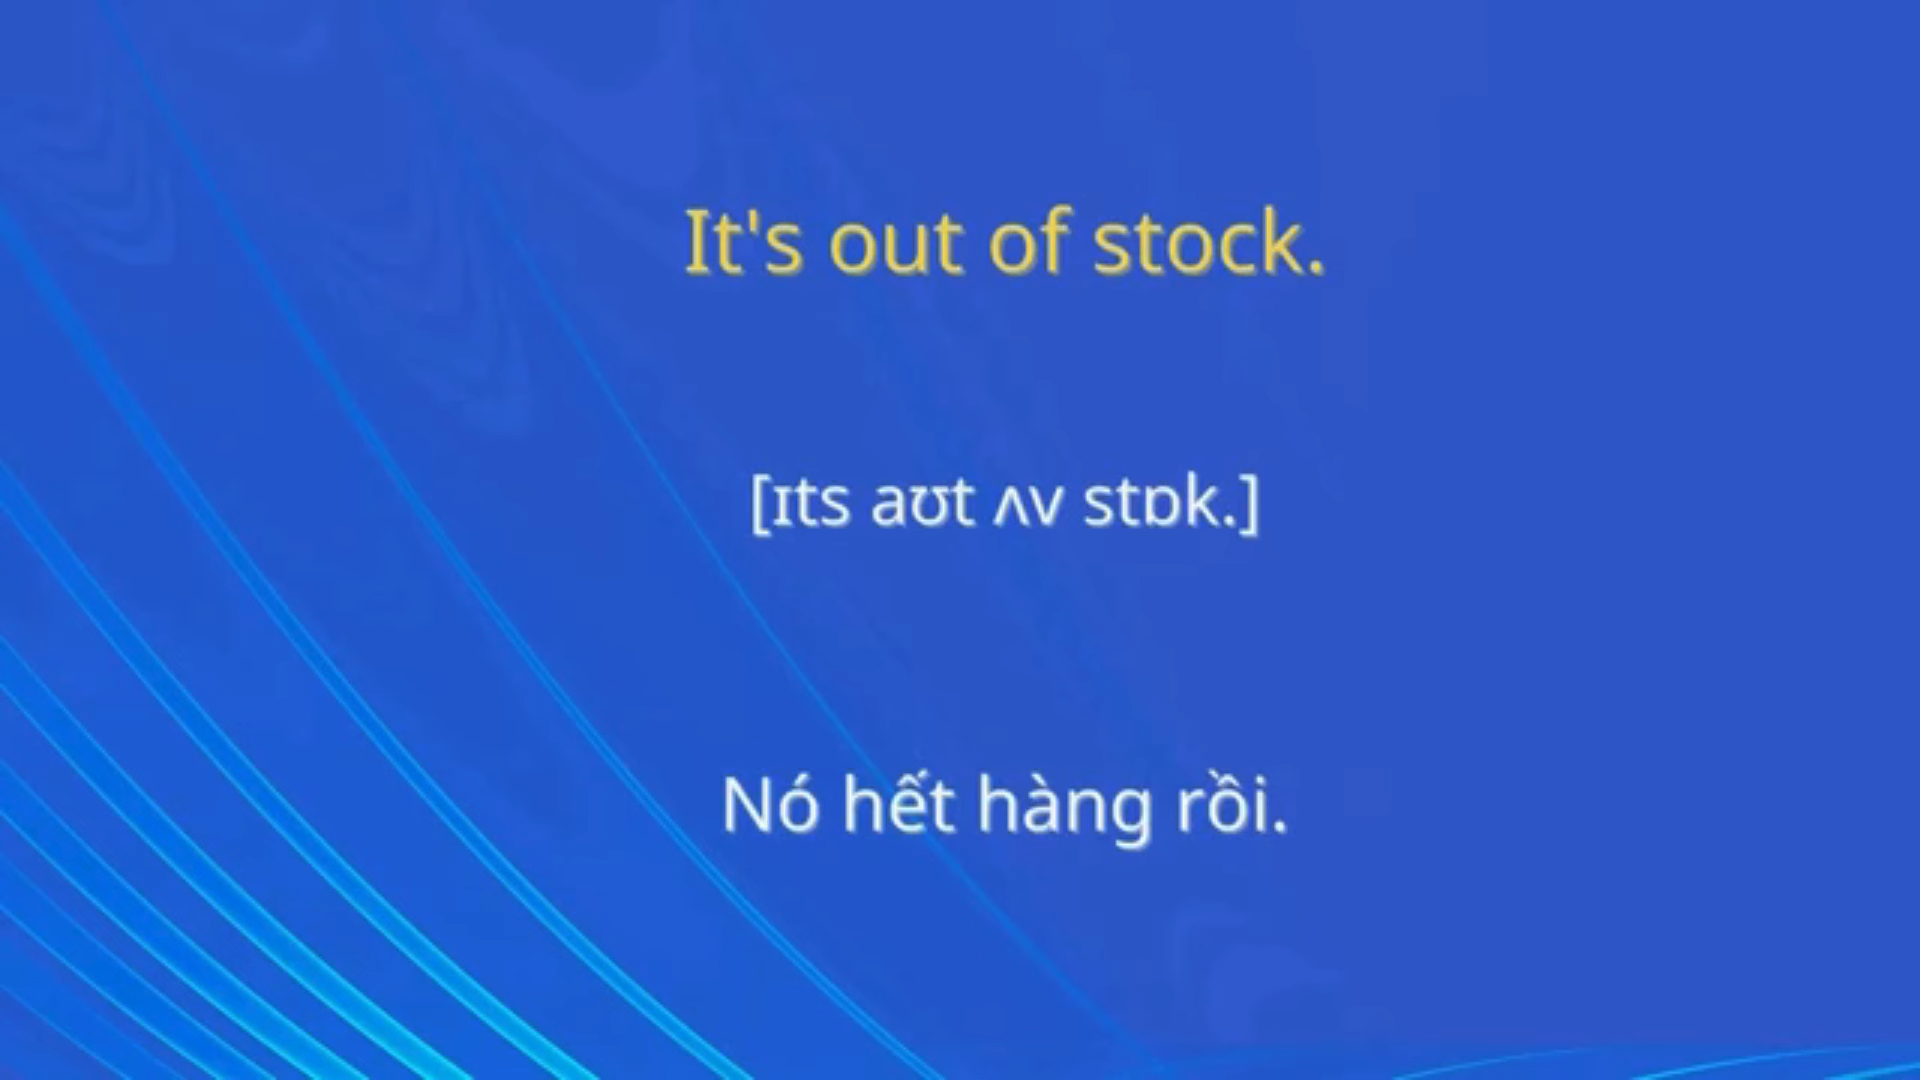 It's out of stock.
[ɪts aʊt ʌv stɒk.]
Nó hết hàng rồi.